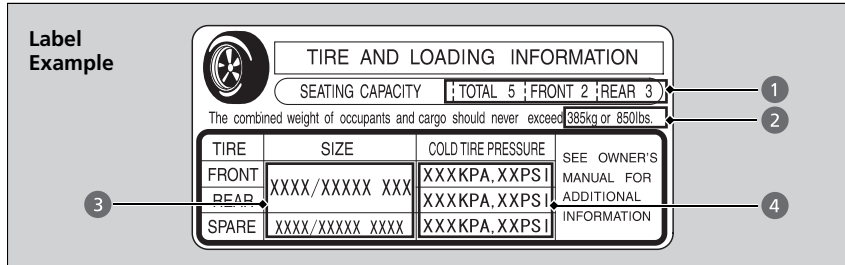 Label
Example
TIRE AND LOADING INFORMATION
SEATING CAPACITY TOTAL 5 FRONT 2 REAR 3
1
The combined weight of occupants and cargo should never exceed 385kg or 850lbs.
2
TIRE SIZE COLD TIRE PRESSURE
SEE OWNER'S
MANUAL FOR
ADDITIONAL
INFORMATION
FRONT XXXX/XXXXX XXX XXXKPA,XXPSI
REAR XXXKPA,XXPSI
SPARE XXXX/XXXXX XXXX XXXKPA,XXPSI
3
4